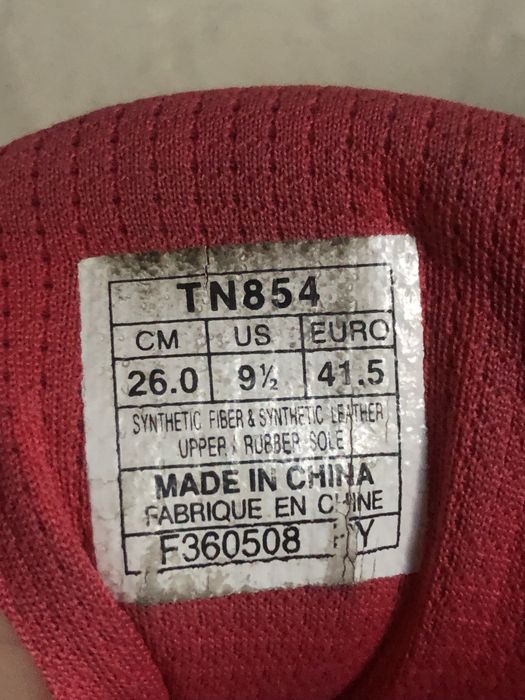 TN854
CM US EURO
26.0 9½ 41.5
SYNTHETIC FIBER & SYNTHETIC LEATHER
UPPER, RUBBER SOLE
MADE IN CHINA
FABRIQUE EN CHINE
F360508